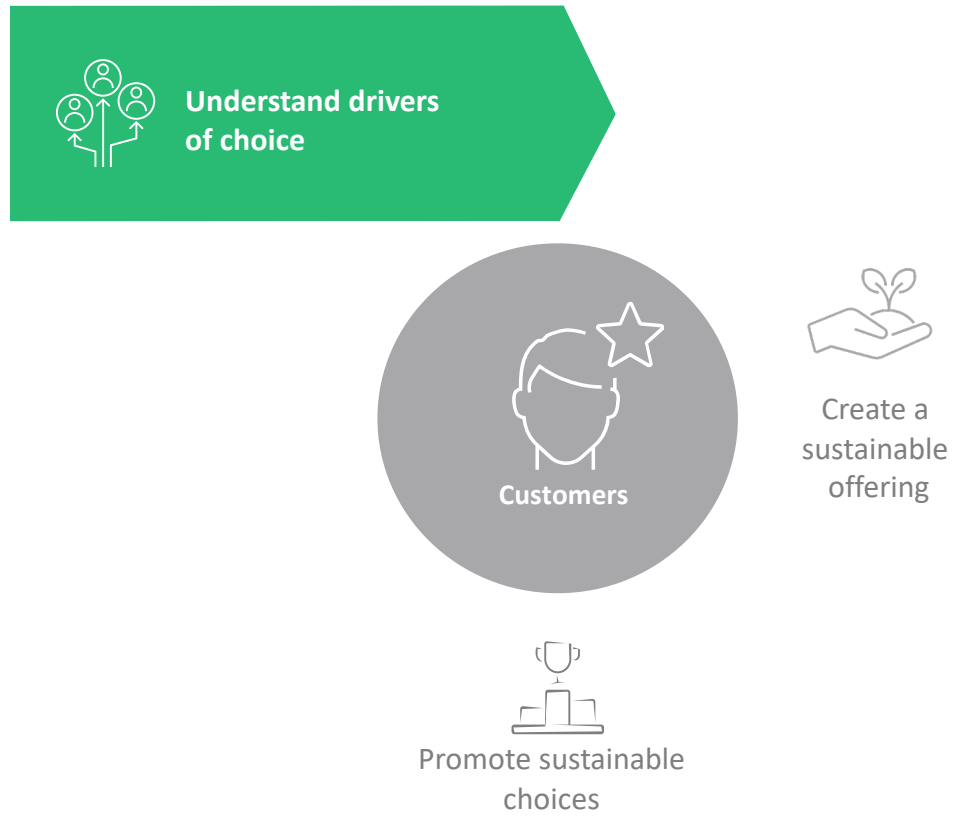 Understand drivers
of choice
Customers
Create a
sustainable
offering
Promote sustainable
choices